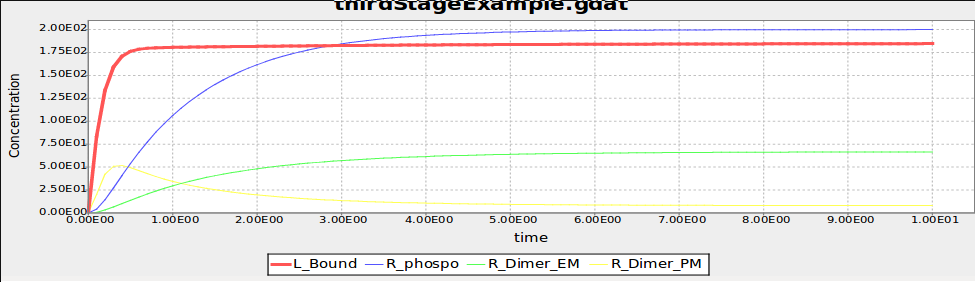 thirdStageExample.gdat
2.00E02
1.75E02
1.50E02
1.25E02
1.00E02
7.50E01
5.00E01
2.50E01
0.00E00
Concentration
0.00E00 1.00E00 2.00E00 3.00E00 4.00E00 5.00E00 6.00E00 7.00E00 8.00E00 9.00E00 1.00E01
time
L_Bound R_phospo R_Dimer_EM R_Dimer_PM